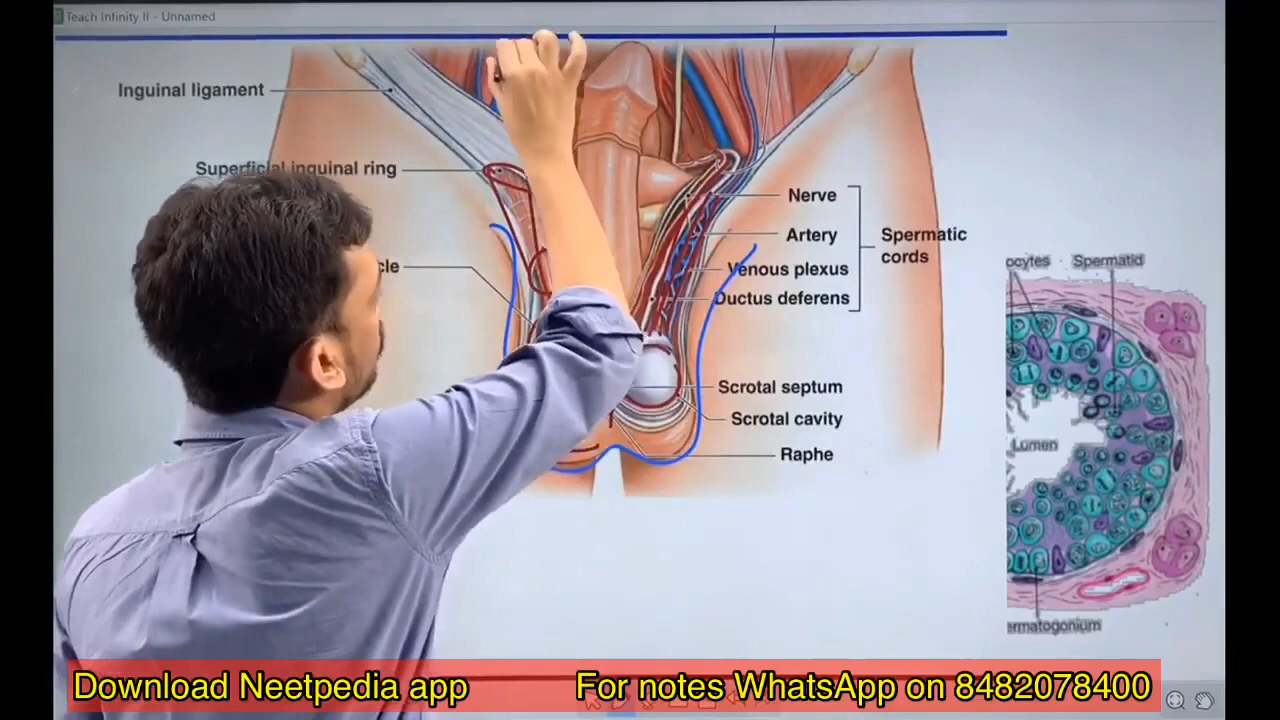 Teach Infinity II - Unnamed
Inguinal ligament
Superficial inguinal ring
cle
Nerve
Artery
Venous plexus
Ductus deferens
Spermatic
cords
Scrotal septum
Scrotal cavity
Raphe
ocytes
Spermatid
Lumen
ermatogonium
Download Neetpedia app
For notes WhatsApp on 8482078400